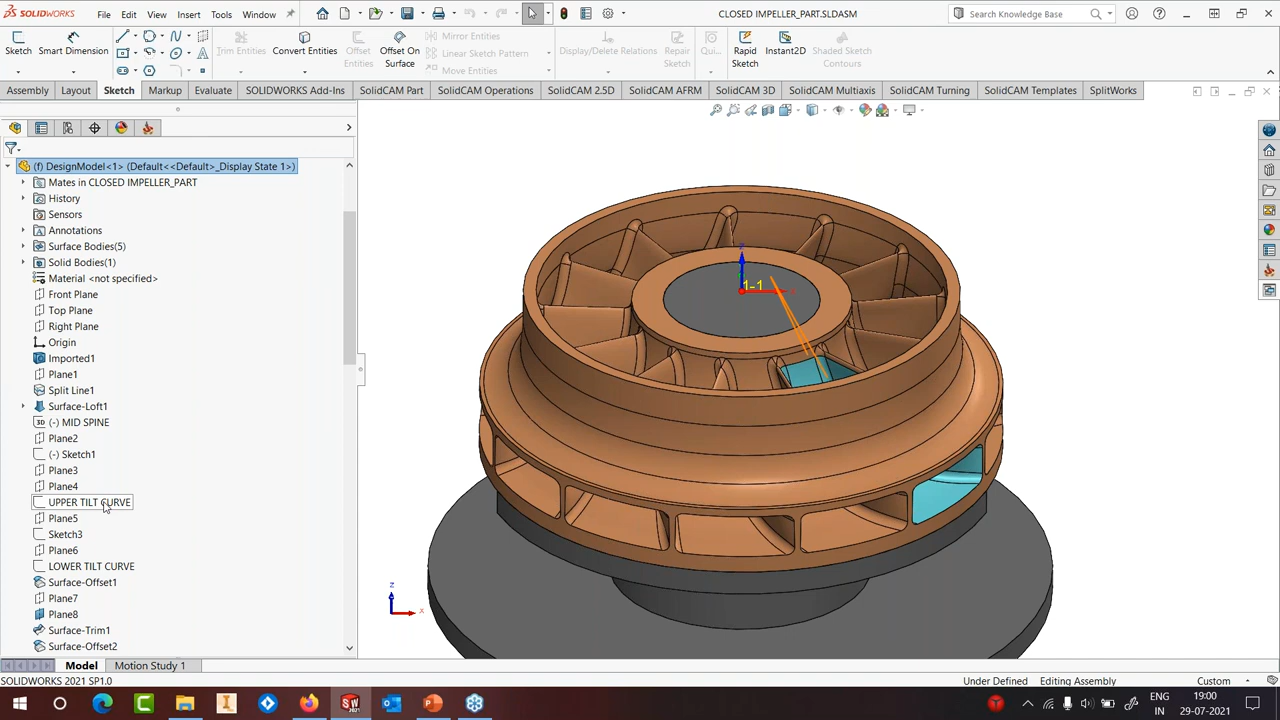 SOLIDWORKS File Edit View Insert Tools Window CLOSED IMPELLER_PART.SLDASM Search Knowledge Base
Sketch Smart Dimension Trim Entities Convert Entities Offset Entities Offset On Surface Mirror Entities Linear Sketch Pattern Move Entities Display/Delete Relations Repair Sketch Qui... Rapid Sketch Instant2D Shaded Sketch Contours
Assembly Layout Sketch Markup Evaluate SOLIDWORKS Add-Ins SolidCAM Part SolidCAM Operations SolidCAM 2.5D SolidCAM AFRM SolidCAM 3D SolidCAM Multiaxis SolidCAM Turning SolidCAM Templates SplitWorks
(f) DesignModel<1> (Default<<Default>_Display State 1>)
Mates in CLOSED IMPELLER_PART
History
Sensors
Annotations
Surface Bodies(5)
Solid Bodies(1)
Material <not specified>
Front Plane
Top Plane
Right Plane
Origin
Imported1
Plane1
Split Line1
Surface-Loft1
3D (-) MID SPINE
Plane2
(-) Sketch1
Plane3
Plane4
UPPER TILT CURVE
Plane5
Sketch3
Plane6
LOWER TILT CURVE
Surface-Offset1
Plane7
Plane8
Surface-Trim1
Surface-Offset2
z
1-1
z
x
Model Motion Study 1
SOLIDWORKS 2021 SP1.0 Under Defined Editing Assembly Custom
ENG 19:00
IN 29-07-2021